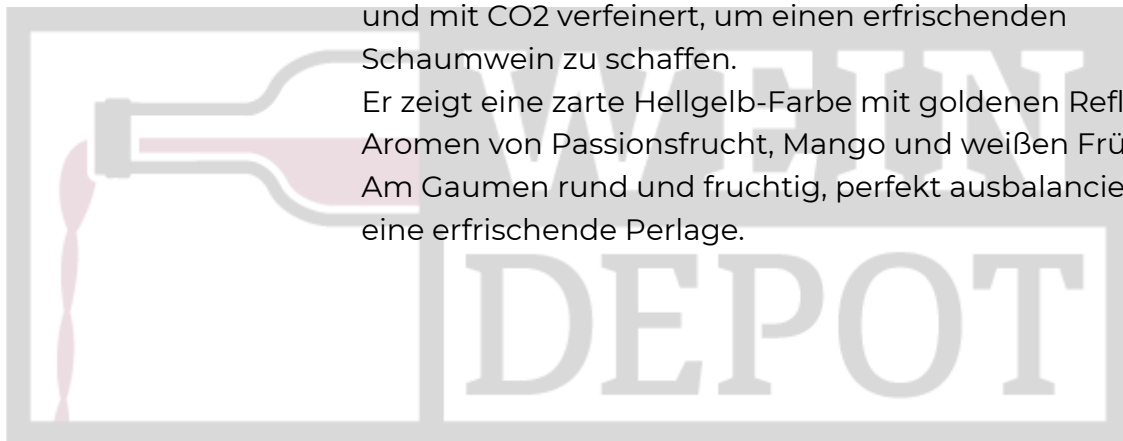 und mit CO2 verfeinert, um einen erfrischenden
Schaumwein zu schaffen.
Er zeigt eine zarte Hellgelb-Farbe mit goldenen
Aromen von Passionsfrucht, Mango und weißen
Am Gaumen rund und fruchtig, perfekt
eine erfrischende Perlage.
WEIN
DEPOT